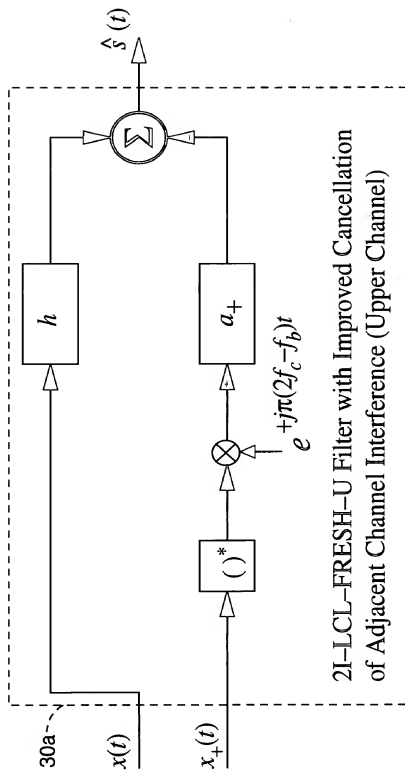 30a
x(t)
h
Σ
ŝ (t)
x₊(t)
( )*
⊗
a₊
e^{+jπ(2f_c–f_b)t}
2I–LCL–FRESH–U Filter with Improved Cancellation
of Adjacent Channel Interference (Upper Channel)